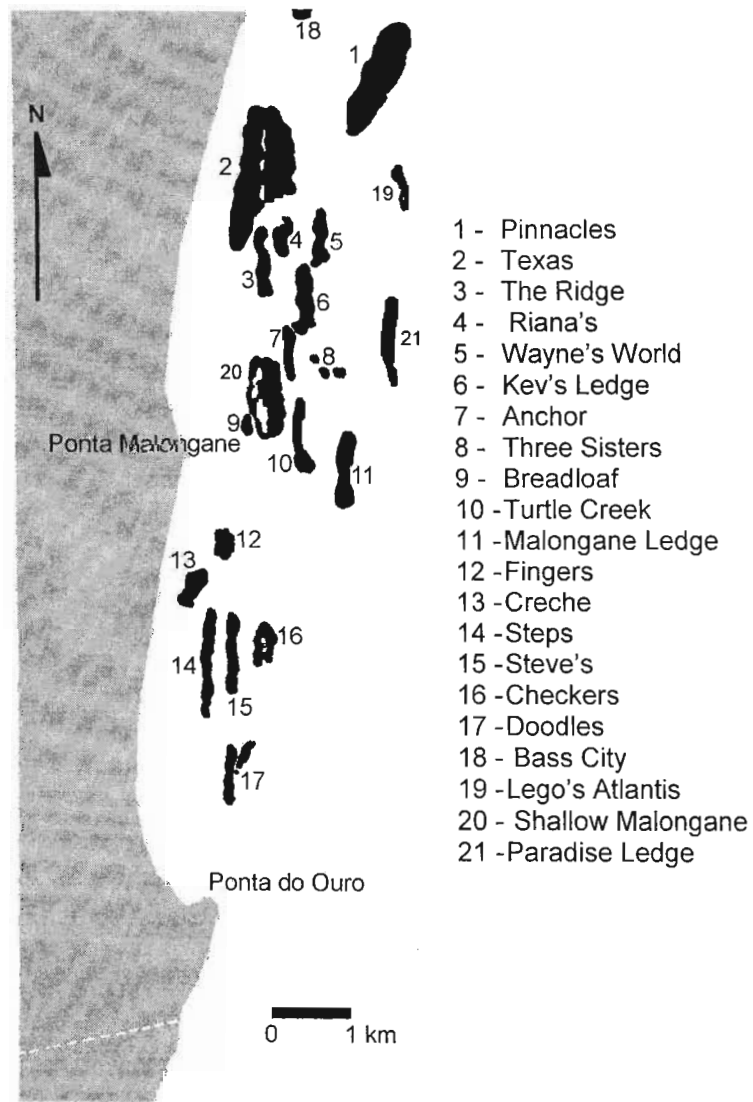 18
1
N
2
19
4
5
3
6
7
21
8
20
9
Ponta Malongane
10
11
12
13
16
14
15
17
Ponta do Ouro
0 1 km
1 - Pinnacles
2 - Texas
3 - The Ridge
4 - Riana's
5 - Wayne's World
6 - Kev's Ledge
7 - Anchor
8 - Three Sisters
9 - Breadloaf
10 -Turtle Creek
11 -Malongane Ledge
12 -Fingers
13 -Creche
14 - Steps
15 - Steve's
16 - Checkers
17 - Doodles
18 - Bass City
19 -Lego's Atlantis
20 - Shallow Malongane
21 -Paradise Ledge